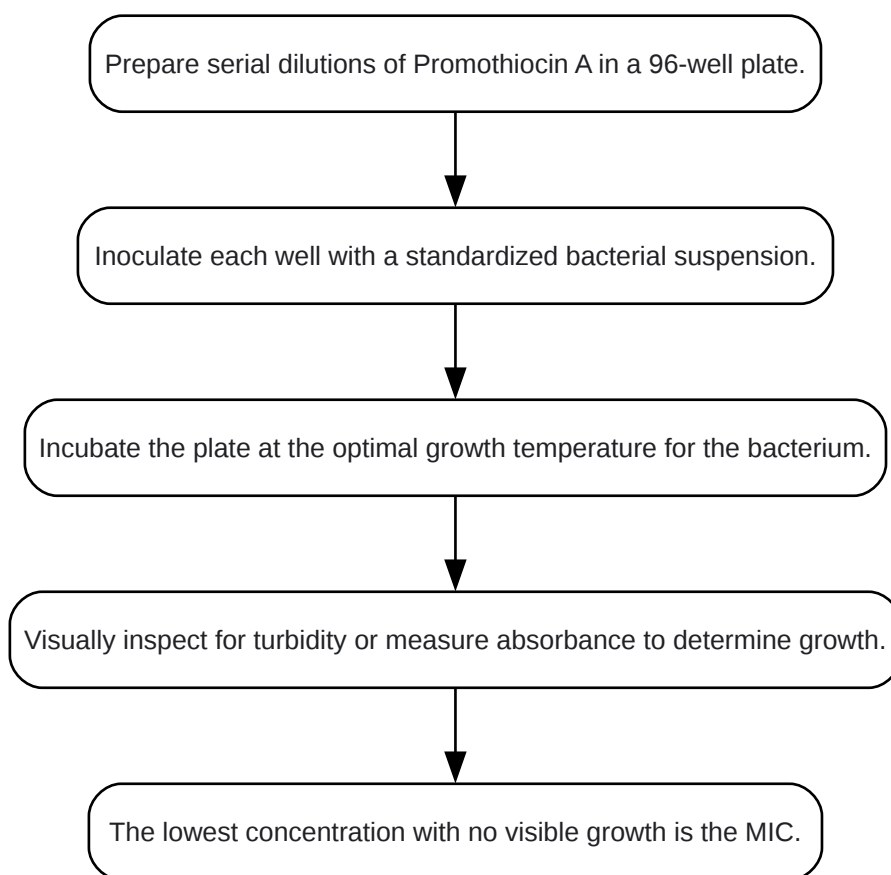 Prepare serial dilutions of Promothiocin A in a 96-well plate.
Inoculate each well with a standardized bacterial suspension.
Incubate the plate at the optimal growth temperature for the bacterium.
Visually inspect for turbidity or measure absorbance to determine growth.
The lowest concentration with no visible growth is the MIC.